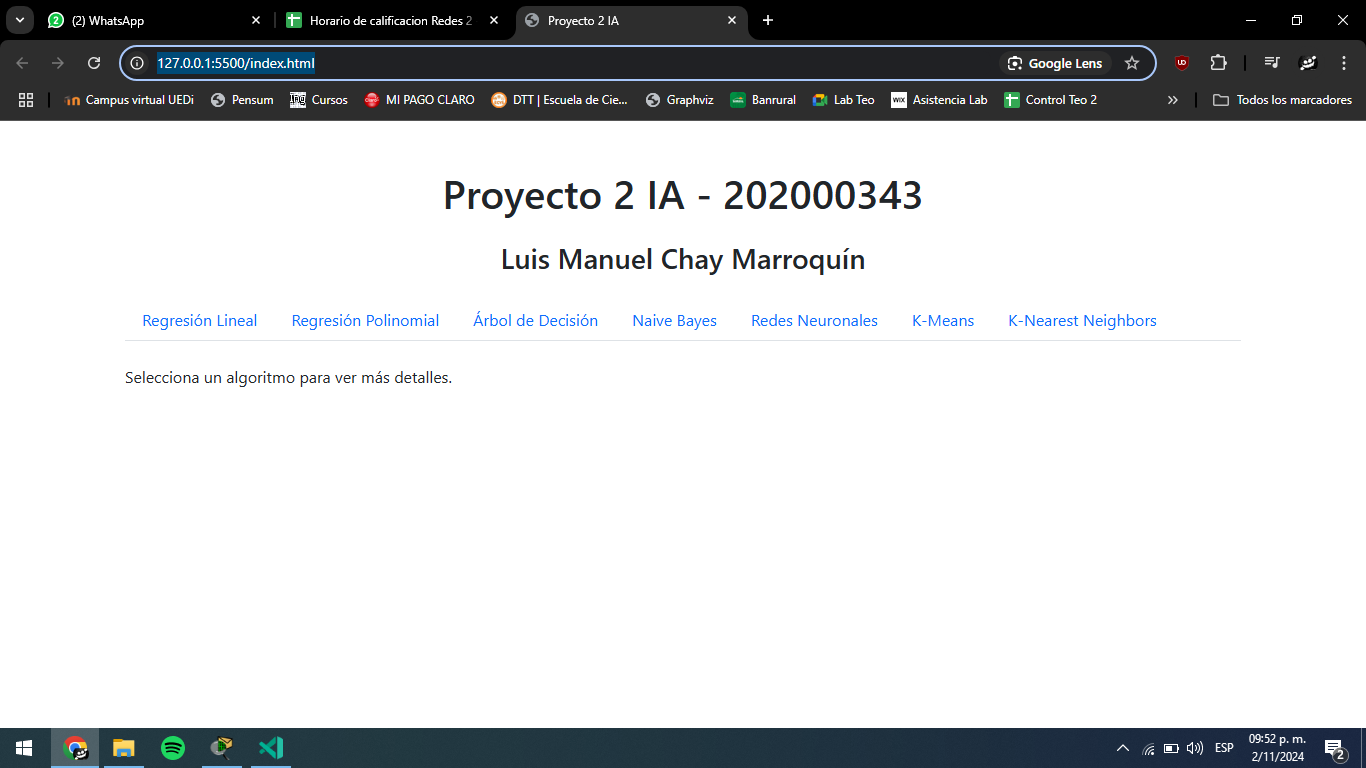 (2) WhatsApp
Horario de calificacion Redes 2
Proyecto 2 IA
127.0.0.1:5500/index.html
Google Lens
Campus virtual UEDi
Pensum
Cursos
MI PAGO CLARO
DTT | Escuela de Cie...
Graphviz
Banrural
Lab Teo
Asistencia Lab
Control Teo 2
Todos los marcadores
Proyecto 2 IA - 202000343
Luis Manuel Chay Marroquín
Regresión Lineal
Regresión Polinomial
Árbol de Decisión
Naive Bayes
Redes Neuronales
K-Means
K-Nearest Neighbors
Selecciona un algoritmo para ver más detalles.
ESP
09:52 p. m.
2/11/2024
2